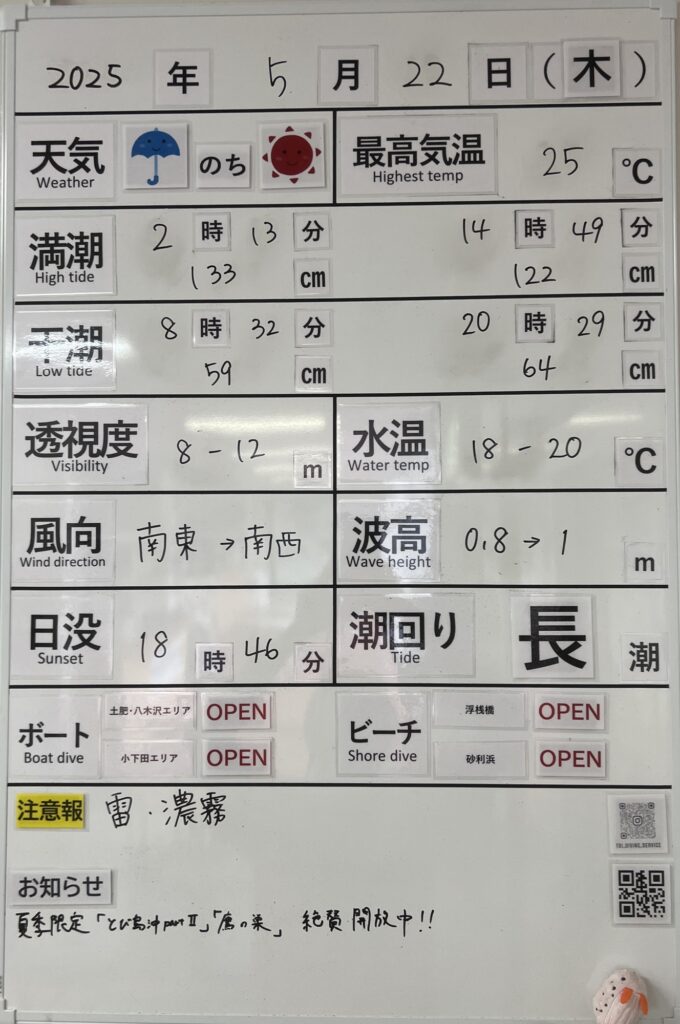 2025 年 5 月 22 日 (木)
天気 のち 最高気温 25 ℃
Weather Highest temp
満潮 2 時 13 分 14 時 49 分
High tide 133 cm 122 cm
干潮 8 時 32 分 20 時 29 分
Low tide 59 cm 64 cm
透視度 8 - 12 m 水温 18 - 20 ℃
Visibility Water temp
風向 南東 → 南西 波高 0.8 → 1 m
Wind direction Wave height
日没 18 時 46 分 潮回り 長 潮
Sunset Tide
ボート 土肥・八木沢エリア OPEN ビーチ 浮桟橋 OPEN
Boat dive 小下田エリア OPEN Shore dive 砂利浜 OPEN
注意報 雷・濃霧
TOI_DIVING_SERVICE
お知らせ
夏季限定「とび島沖 part Ⅱ」「の巣」 絶賛開放中!!